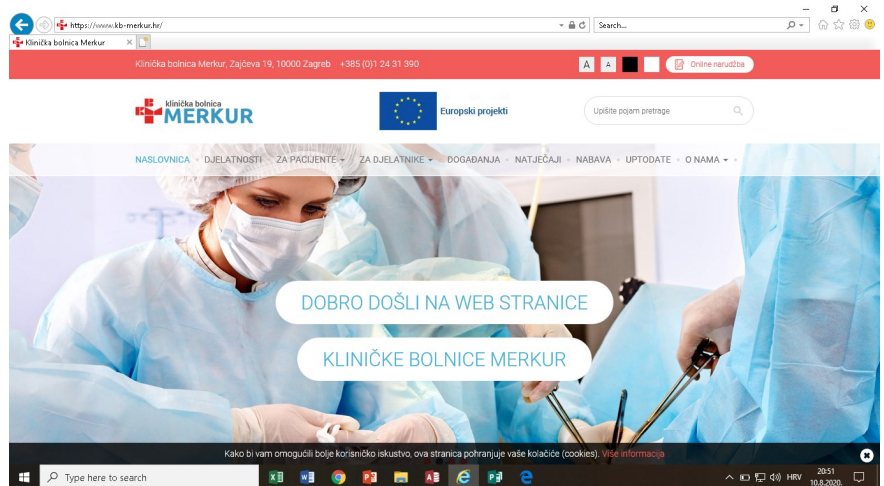 https://www.kb-merkur.hr/
Search...
Klinička bolnica Merkur
Klinička bolnica Merkur, Zajčeva 19, 10000 Zagreb +385 (0)1 24 31 390
A A
Online narudžba
klinička bolnica
MERKUR
Europski projekti
Upišite pojam pretrage
NASLOVNICA DJELATNOSTI ZA PACIJENTE ZA DJELATNIKE DOGAĐANJA NATJEČAJI NABAVA UPTODATE O NAMA
DOBRO DOŠLI NA WEB STRANICE
KLINIČKE BOLNICE MERKUR
Kako bi vam omogućili bolje korisničko iskustvo, ova stranica pohranjuje vaše kolačiće (cookies). Više informacija
Type here to search
HRV
20:51
10.8.2020.